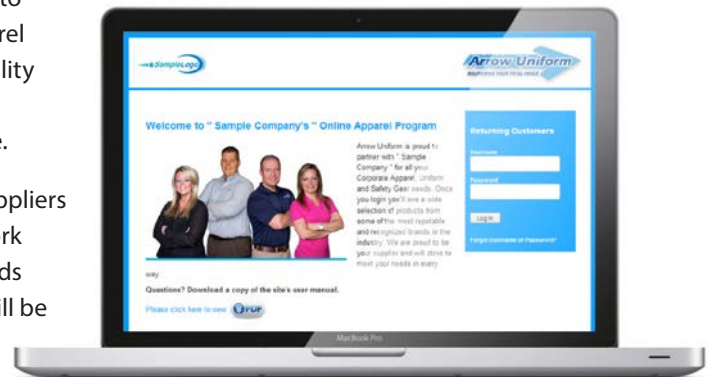 to
rel
lity
e.
ppliers
rk
ds
ill be
SampleLogo
Arrow Uniform
Welcome to " Sample Company's " Online Apparel Program
Arrow Uniform is proud to
partner with " Sample
Company " for all your
Corporate Apparel, Uniform
and Safety Gear needs. Once
you login you'll see a wide
selection of products from
some of the most reputable
and recognized brands in the
industry. We are proud to be
your supplier and will strive to
meet your needs in every
way.
Questions? Download a copy of the site's user manual.
Please click here to view PDF
Returning Customers
Username
Password
Log In
Forgot Username or Password?
MacBook Pro